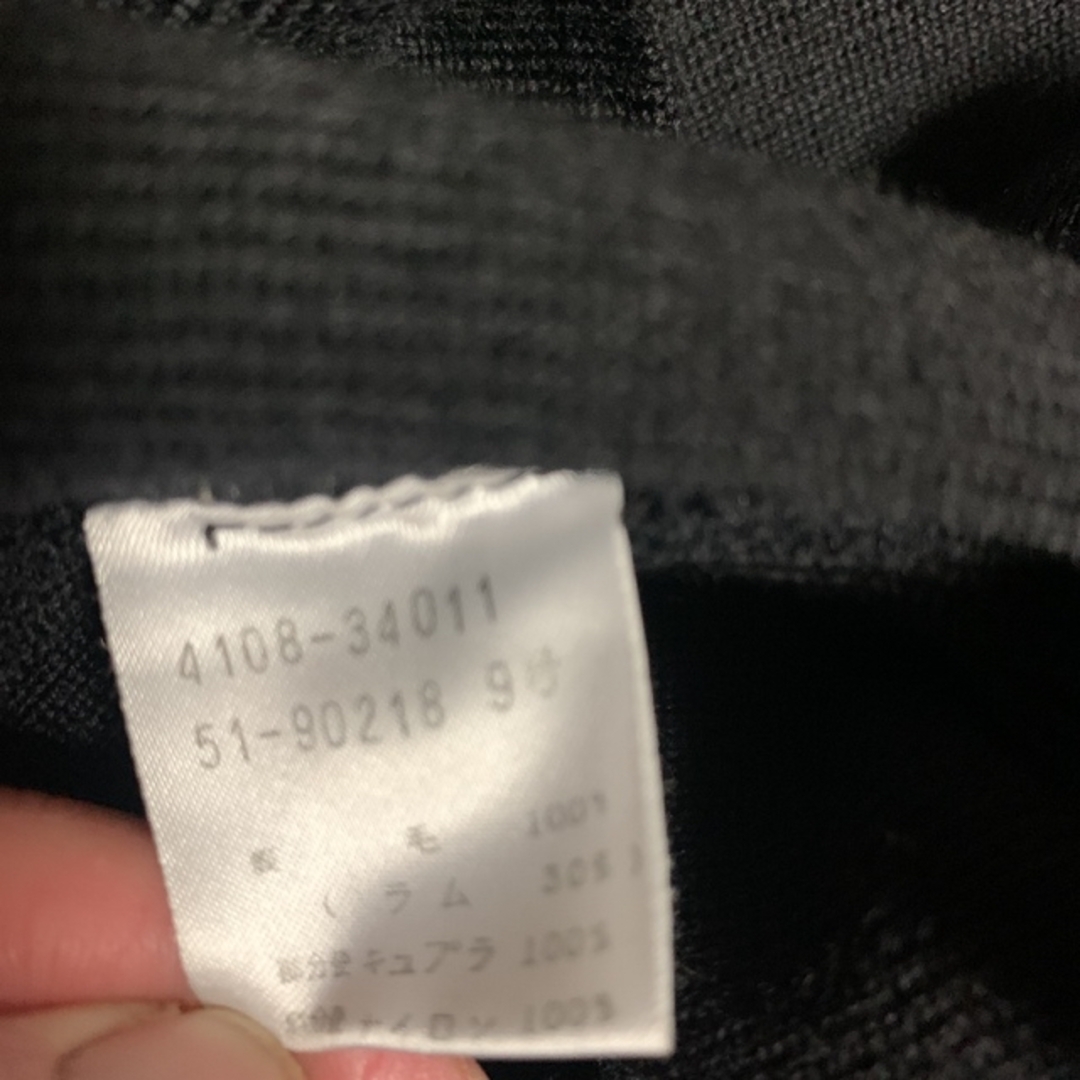 4108-34011
51-90218 9号
毛 100%
( ラム 30% )
キュプラ 100%
ナイロン 100%